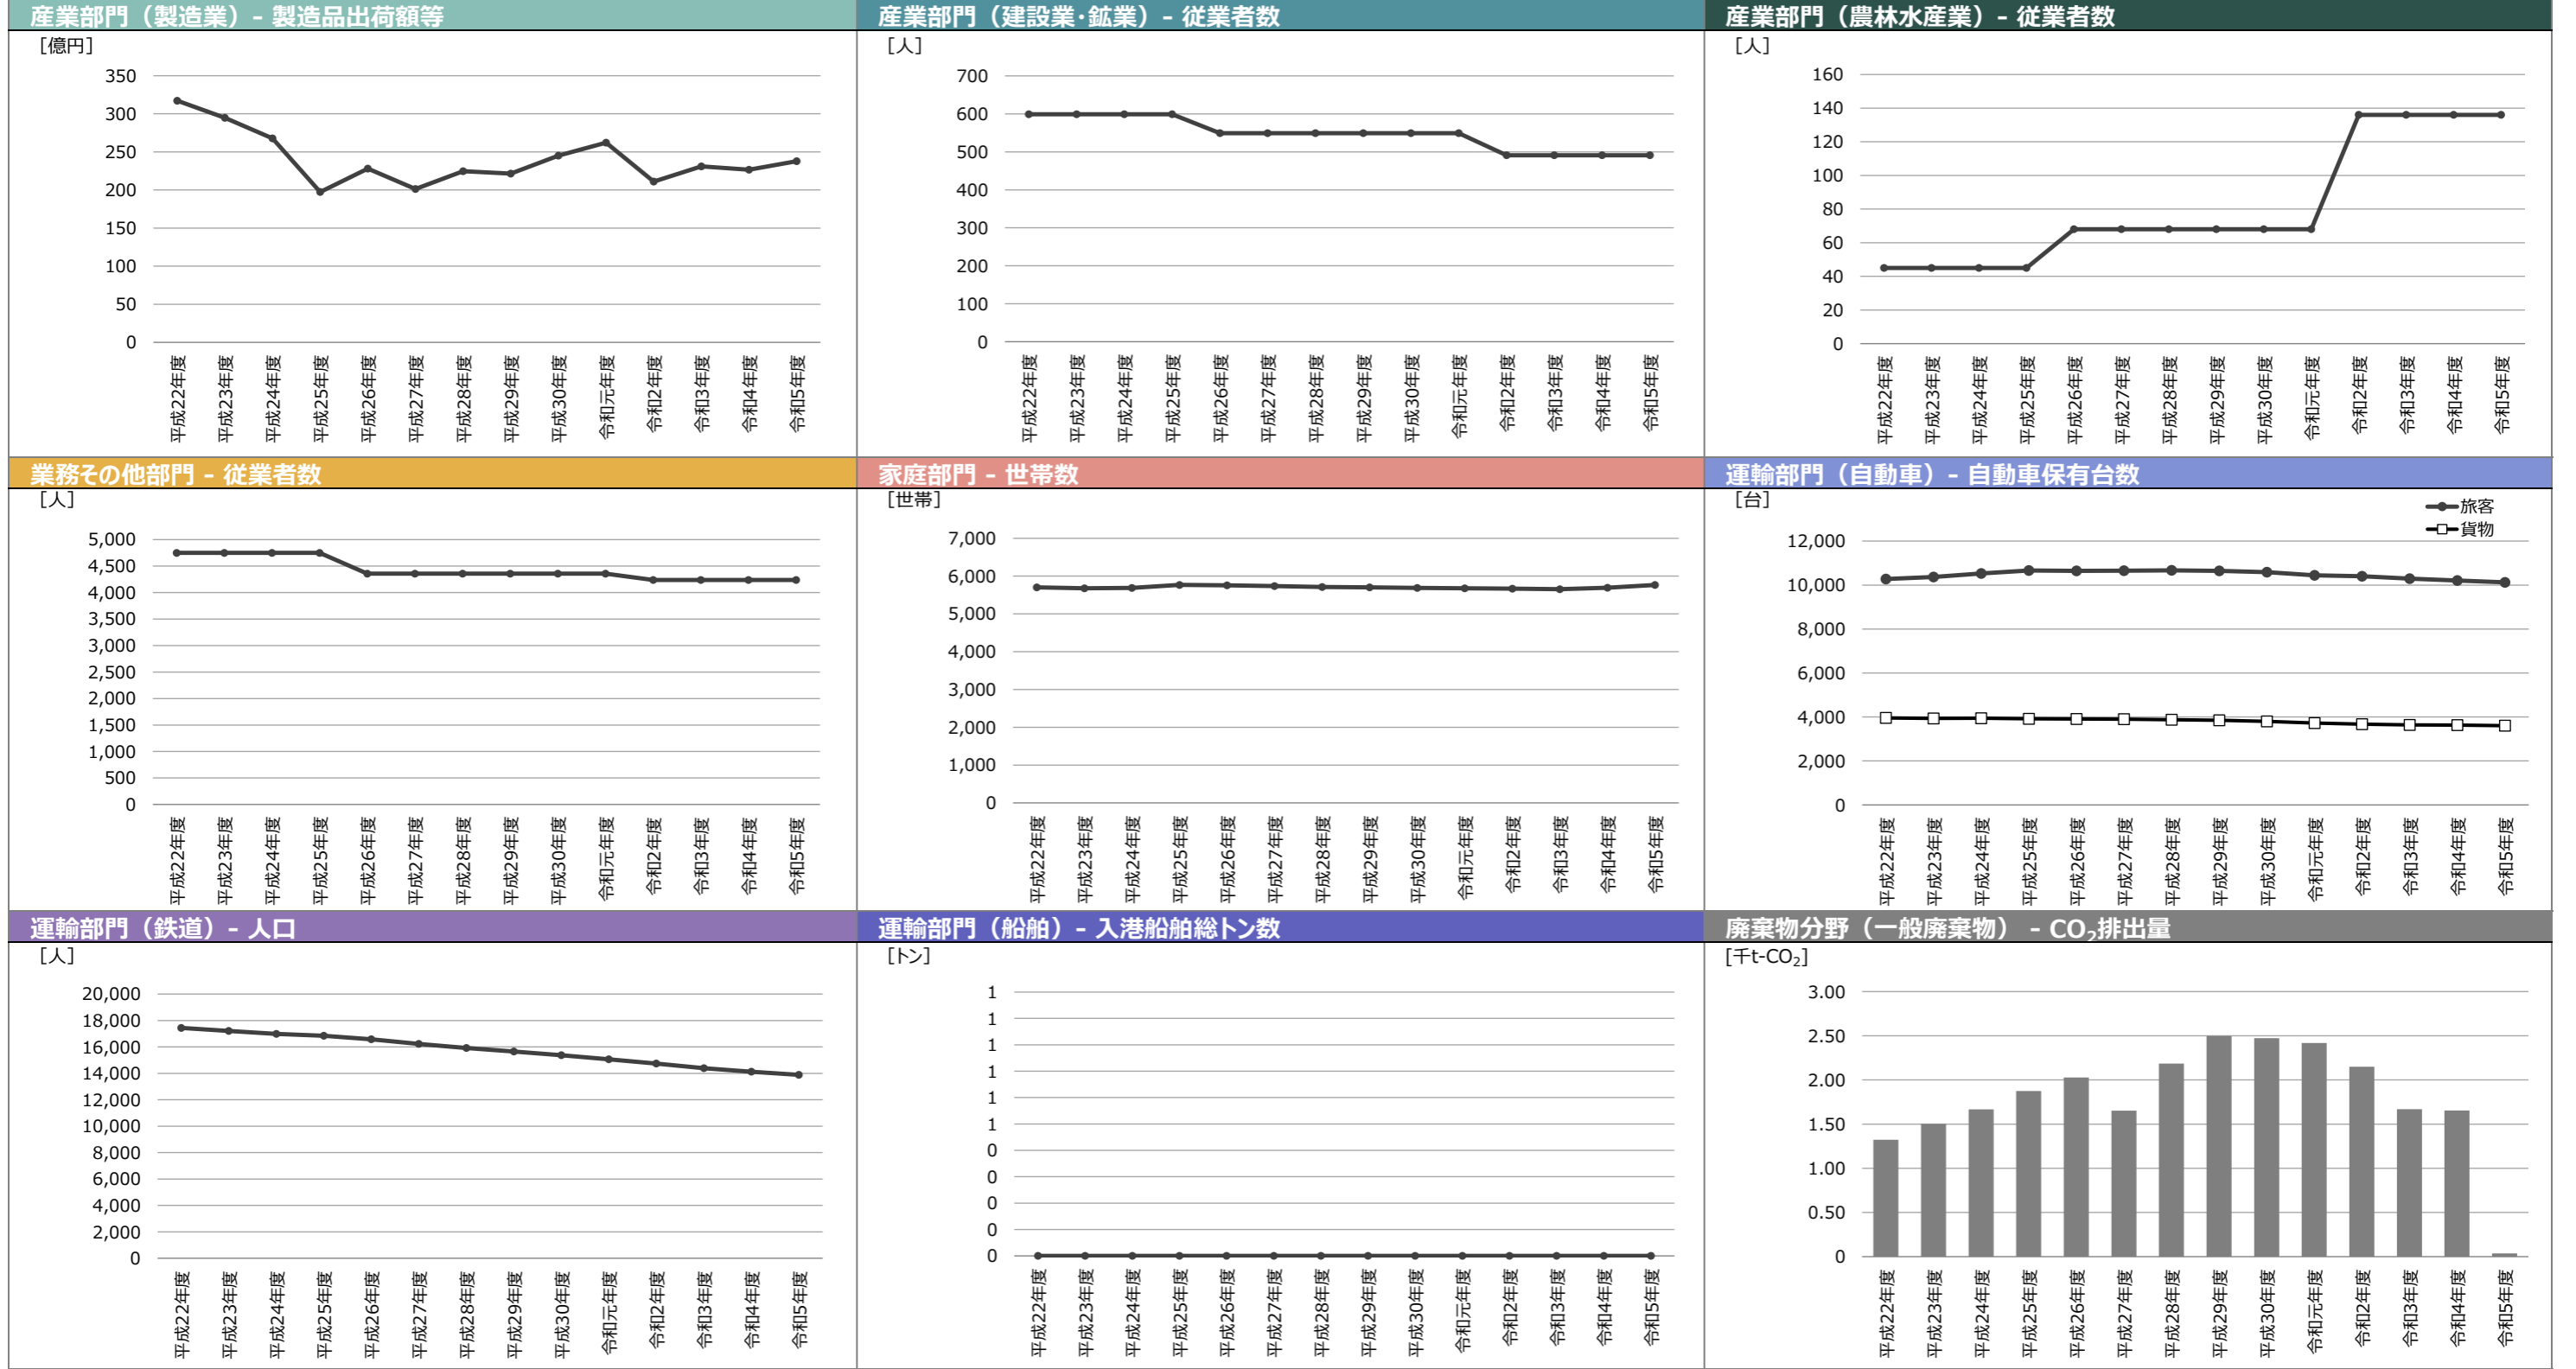 産業部門（製造業）- 製造品出荷額等
[億円]
350
300
250
200
150
100
50
0
平成22年度
平成23年度
平成24年度
平成25年度
平成26年度
平成27年度
平成28年度
平成29年度
平成30年度
令和元年度
令和2年度
令和3年度
令和4年度
令和5年度
産業部門（建設業･鉱業）- 従業者数
[人]
700
600
500
400
300
200
100
0
平成22年度
平成23年度
平成24年度
平成25年度
平成26年度
平成27年度
平成28年度
平成29年度
平成30年度
令和元年度
令和2年度
令和3年度
令和4年度
令和5年度
産業部門（農林水産業）- 従業者数
[人]
160
140
120
100
80
60
40
20
0
平成22年度
平成23年度
平成24年度
平成25年度
平成26年度
平成27年度
平成28年度
平成29年度
平成30年度
令和元年度
令和2年度
令和3年度
令和4年度
令和5年度
業務その他部門 - 従業者数
[人]
5,000
4,500
4,000
3,500
3,000
2,500
2,000
1,500
1,000
500
0
平成22年度
平成23年度
平成24年度
平成25年度
平成26年度
平成27年度
平成28年度
平成29年度
平成30年度
令和元年度
令和2年度
令和3年度
令和4年度
令和5年度
家庭部門 - 世帯数
[世帯]
7,000
6,000
5,000
4,000
3,000
2,000
1,000
0
平成22年度
平成23年度
平成24年度
平成25年度
平成26年度
平成27年度
平成28年度
平成29年度
平成30年度
令和元年度
令和2年度
令和3年度
令和4年度
令和5年度
運輸部門（自動車）- 自動車保有台数
[台]
旅客
貨物
12,000
10,000
8,000
6,000
4,000
2,000
0
平成22年度
平成23年度
平成24年度
平成25年度
平成26年度
平成27年度
平成28年度
平成29年度
平成30年度
令和元年度
令和2年度
令和3年度
令和4年度
令和5年度
運輸部門（鉄道）- 人口
[人]
20,000
18,000
16,000
14,000
12,000
10,000
8,000
6,000
4,000
2,000
0
平成22年度
平成23年度
平成24年度
平成25年度
平成26年度
平成27年度
平成28年度
平成29年度
平成30年度
令和元年度
令和2年度
令和3年度
令和4年度
令和5年度
運輸部門（船舶）- 入港船舶総トン数
[トン]
1
1
1
1
1
1
0
0
0
0
0
平成22年度
平成23年度
平成24年度
平成25年度
平成26年度
平成27年度
平成28年度
平成29年度
平成30年度
令和元年度
令和2年度
令和3年度
令和4年度
令和5年度
廃棄物分野（一般廃棄物） - CO₂排出量
[千t-CO₂]
3.00
2.50
2.00
1.50
1.00
0.50
0
平成22年度
平成23年度
平成24年度
平成25年度
平成26年度
平成27年度
平成28年度
平成29年度
平成30年度
令和元年度
令和2年度
令和3年度
令和4年度
令和5年度